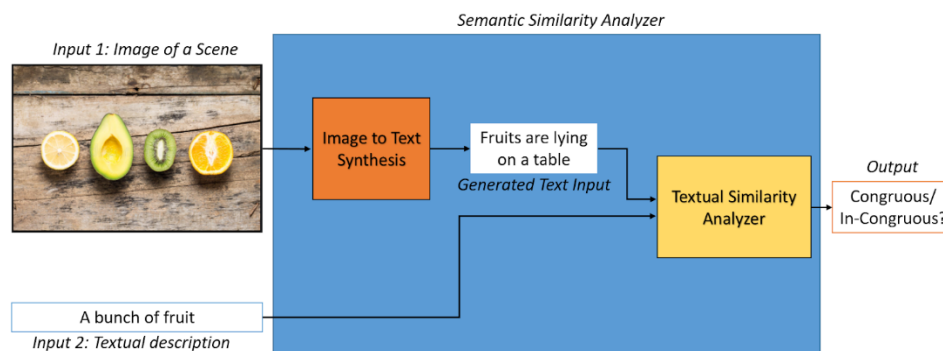 Semantic Similarity Analyzer
Input 1: Image of a Scene
Image to Text
Synthesis
Fruits are lying
on a table
Generated Text Input
Textual Similarity
Analyzer
Output
Congruous/
In-Congruous?
A bunch of fruit
Input 2: Textual description